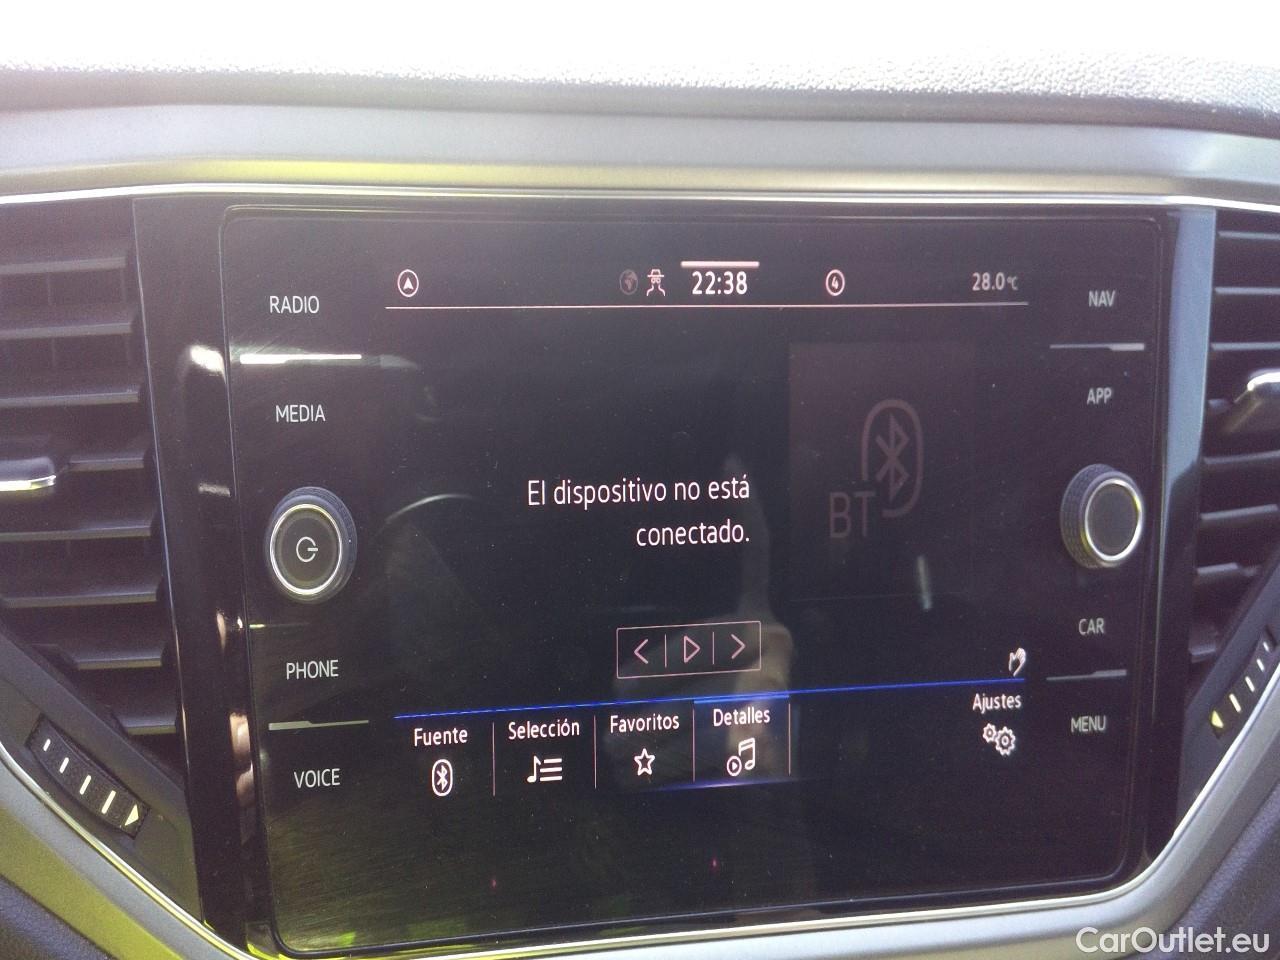 RADIO
MEDIA
PHONE
VOICE
22:38
4
28.0°C
El dispositivo no está
conectado.
BT
Fuente
Selección
Favoritos
Detalles
Ajustes
NAV
APP
CAR
MENU
CarOutlet.eu